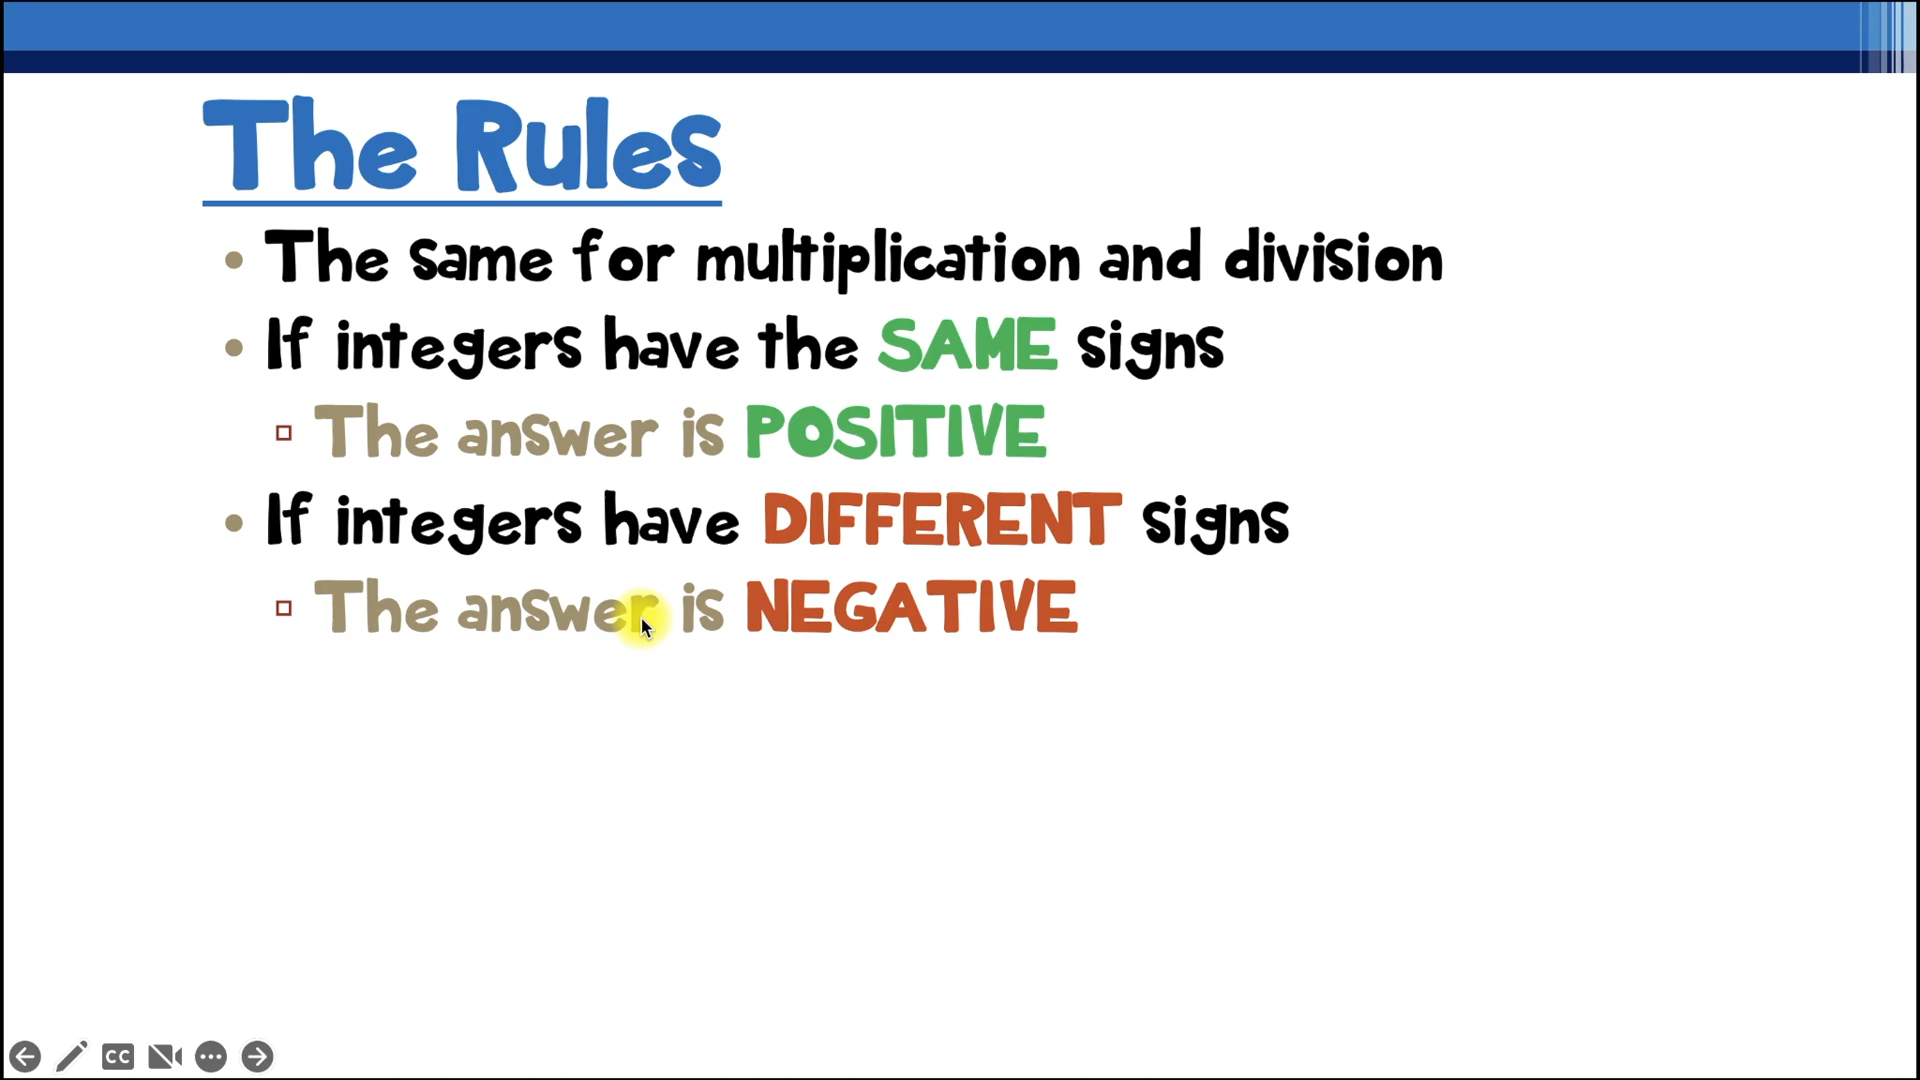 The Rules
• The same for multiplication and division
• If integers have the SAME signs
▫ The answer is POSITIVE
• If integers have DIFFERENT signs
▫ The answer is NEGATIVE
CC